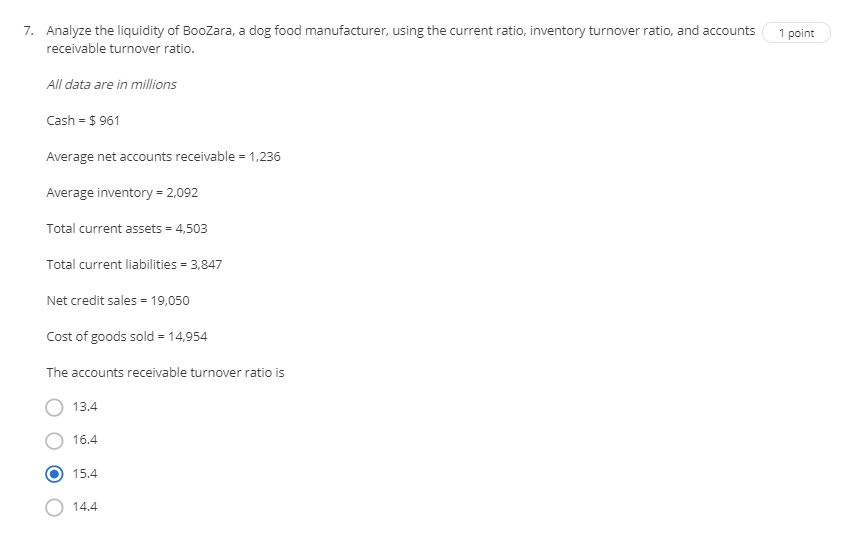 7. Analyze the liquidity of BooZara, a dog food manufacturer, using the current ratio, inventory turnover ratio, and accounts
receivable turnover ratio.
1 point
All data are in millions
Cash = $ 961
Average net accounts receivable = 1,236
Average inventory = 2,092
Total current assets = 4,503
Total current liabilities = 3,847
Net credit sales = 19,050
Cost of goods sold = 14,954
The accounts receivable turnover ratio is
13.4
16.4
15.4
14.4